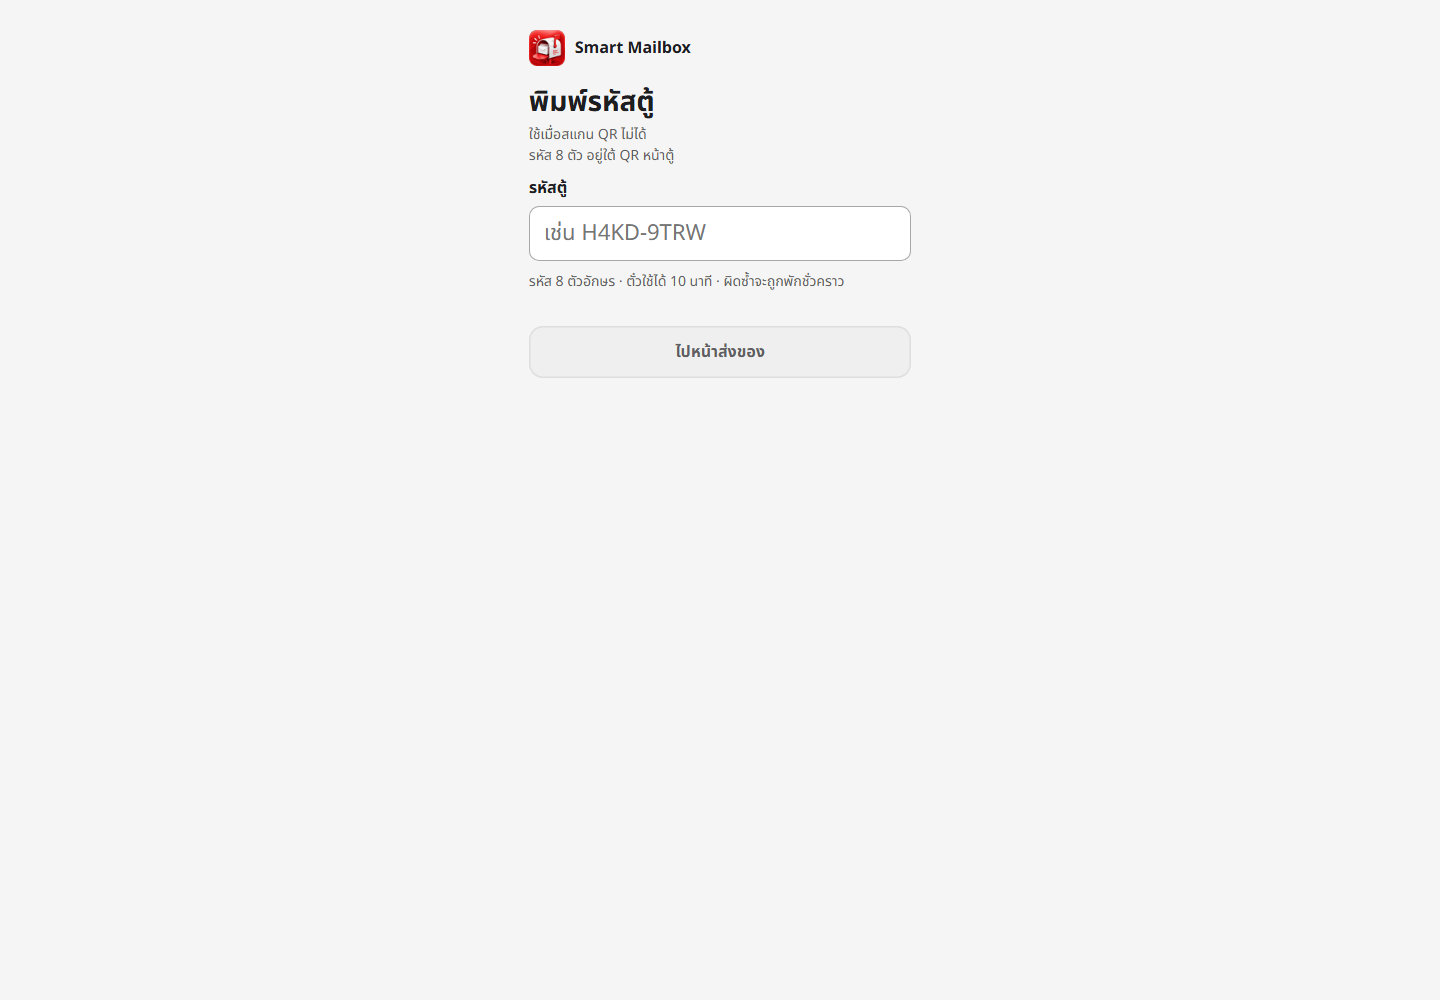 Smart Mailbox
พิมพ์รหัสตู้
ใช้เมื่อสแกน QR ไม่ได้
รหัส 8 ตัว อยู่ใต้ QR หน้าตู้
รหัสตู้
เช่น H4KD-9TRW
รหัส 8 ตัวอักษร · ตั๋วใช้ได้ 10 นาที · ผิดซ้ำจะถูกพักชั่วคราว
ไปหน้าส่งของ